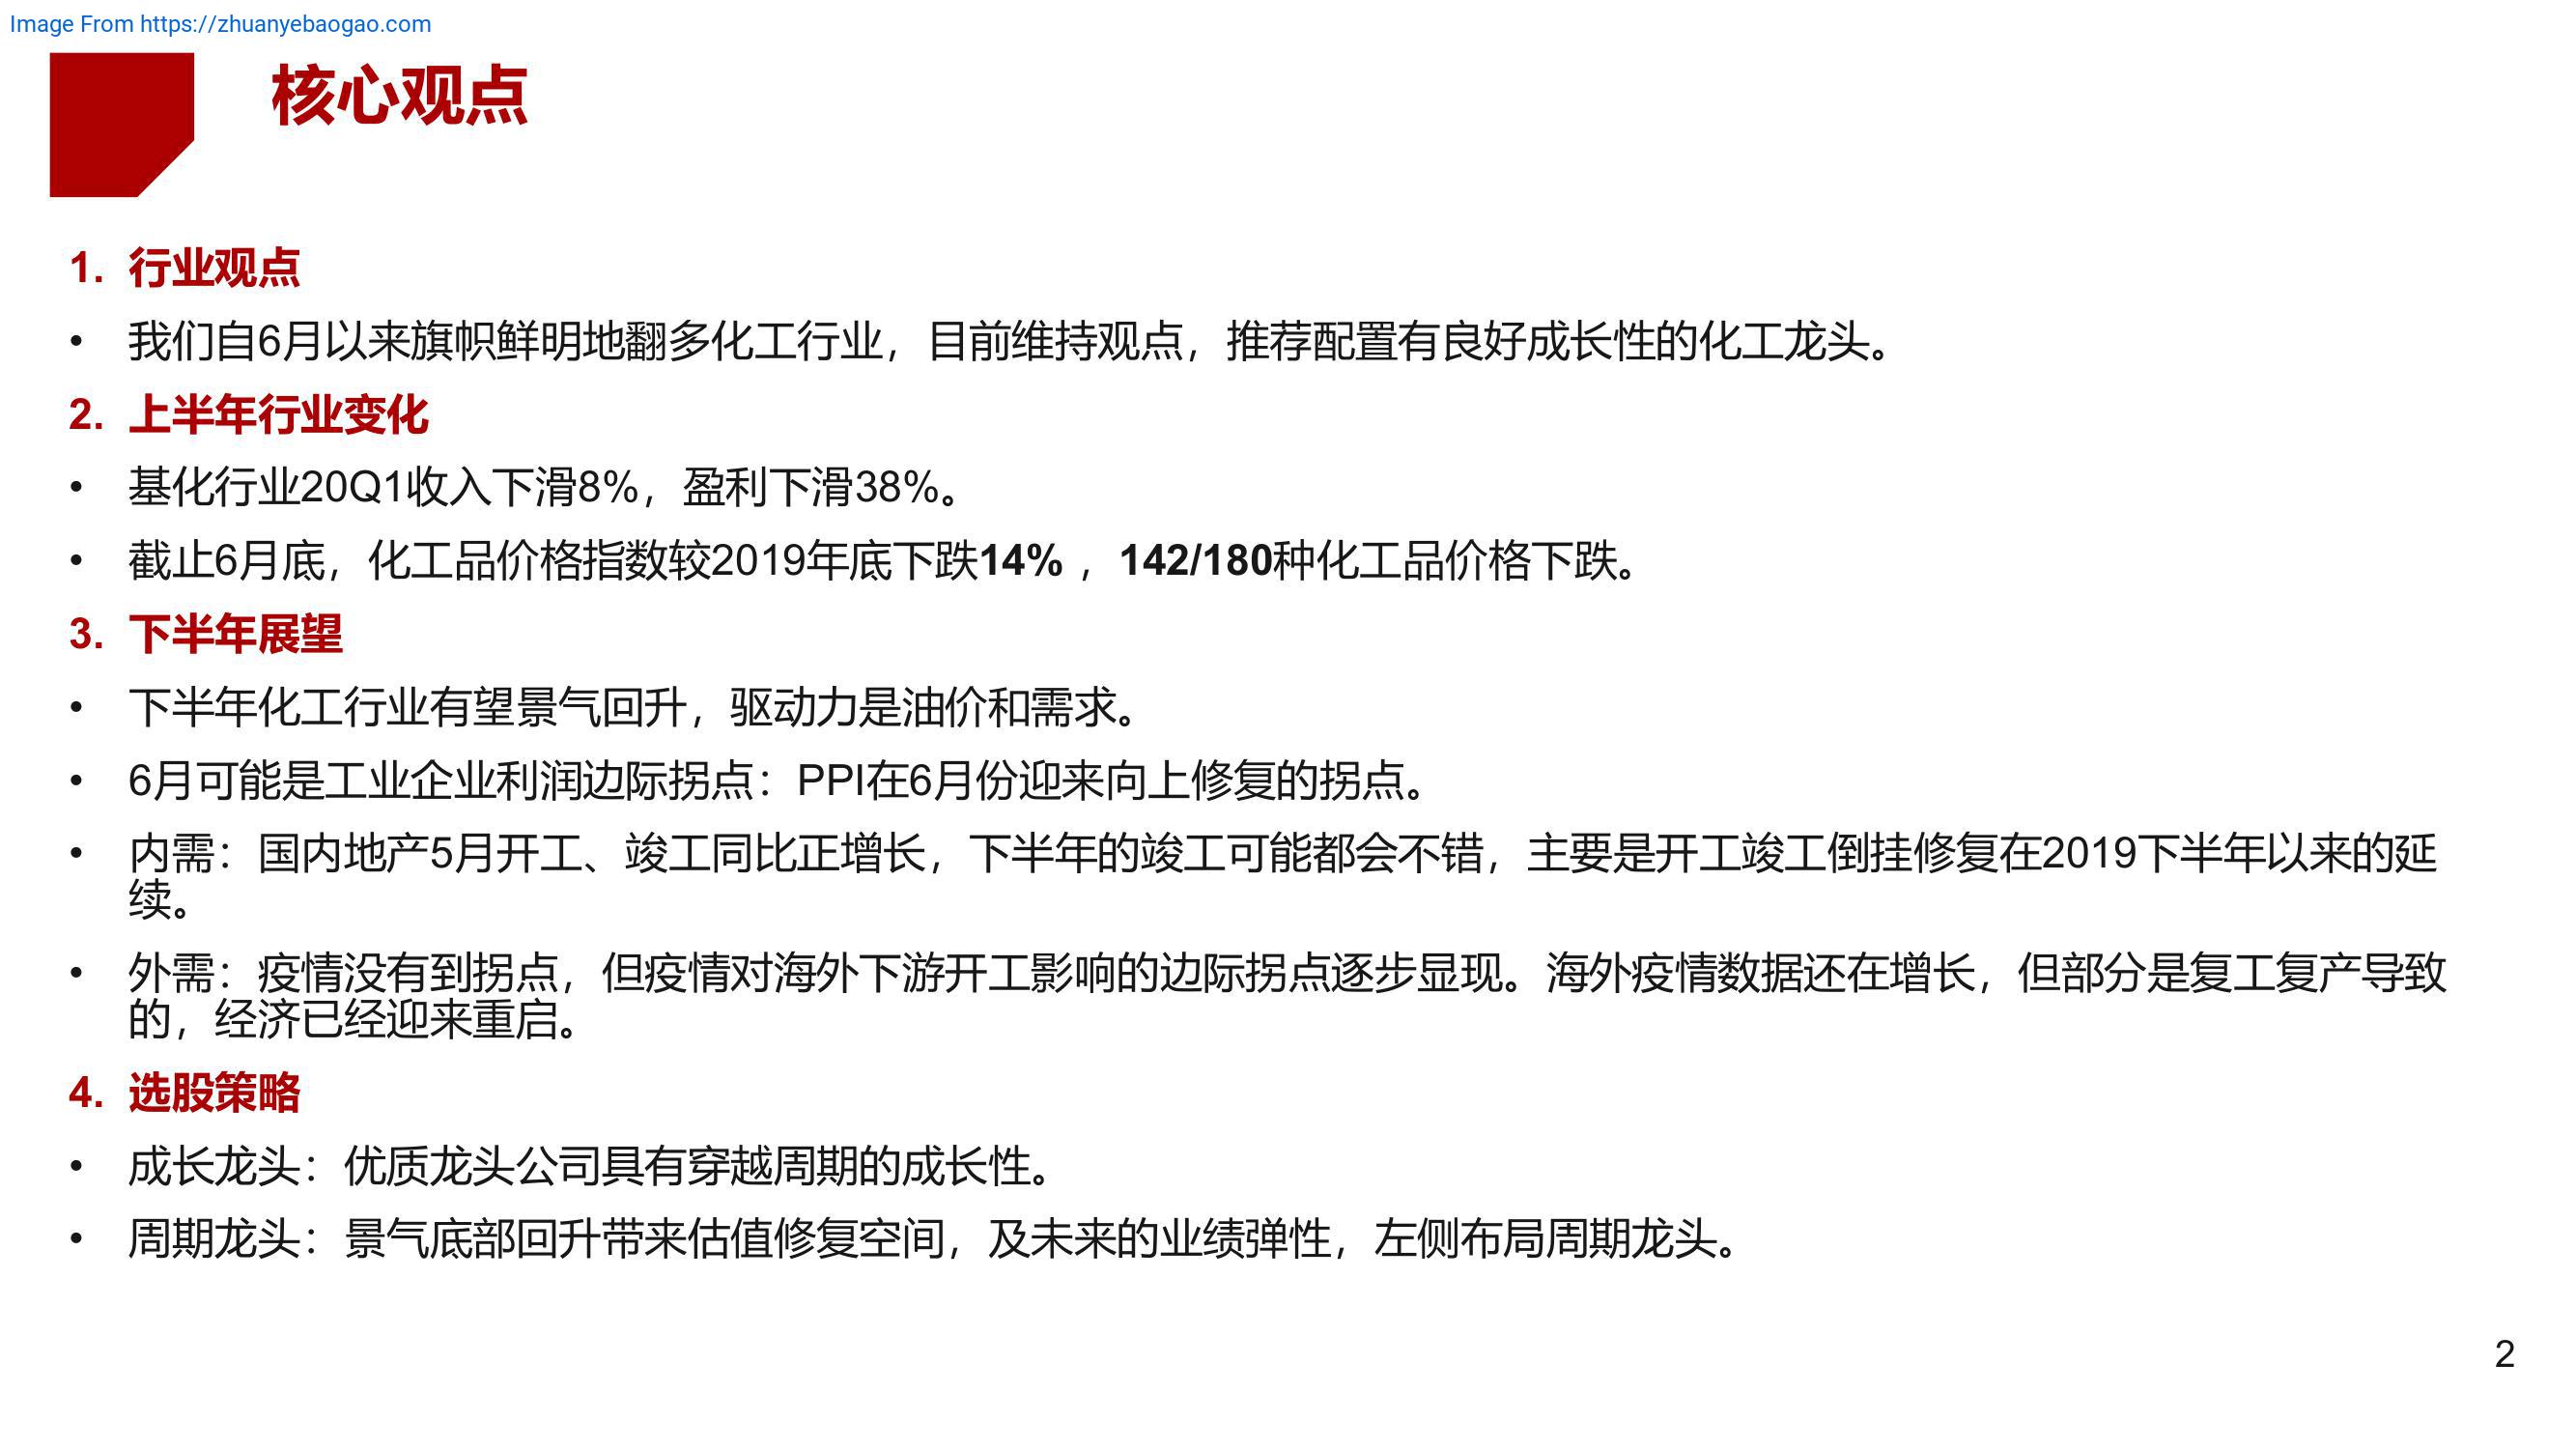 Image From https://zhuanyebaogao.com
核心观点
1. 行业观点
• 我们自6月以来旗帜鲜明地翻多化工行业，目前维持观点，推荐配置有良好成长性的化工龙头。
2. 上半年行业变化
• 基化行业20Q1收入下滑8%，盈利下滑38%。
• 截止6月底，化工品价格指数较2019年底下跌14% ，142/180种化工品价格下跌。
3. 下半年展望
• 下半年化工行业有望景气回升，驱动力是油价和需求。
• 6月可能是工业企业利润边际拐点：PPI在6月份迎来向上修复的拐点。
• 内需：国内地产5月开工、竣工同比正增长，下半年的竣工可能都会不错，主要是开工竣工倒挂修复在2019下半年以来的延
续。
• 外需：疫情没有到拐点，但疫情对海外下游开工影响的边际拐点逐步显现。海外疫情数据还在增长，但部分是复工复产导致
的，经济已经迎来重启。
4. 选股策略
• 成长龙头：优质龙头公司具有穿越周期的成长性。
• 周期龙头：景气底部回升带来估值修复空间，及未来的业绩弹性，左侧布局周期龙头。
2